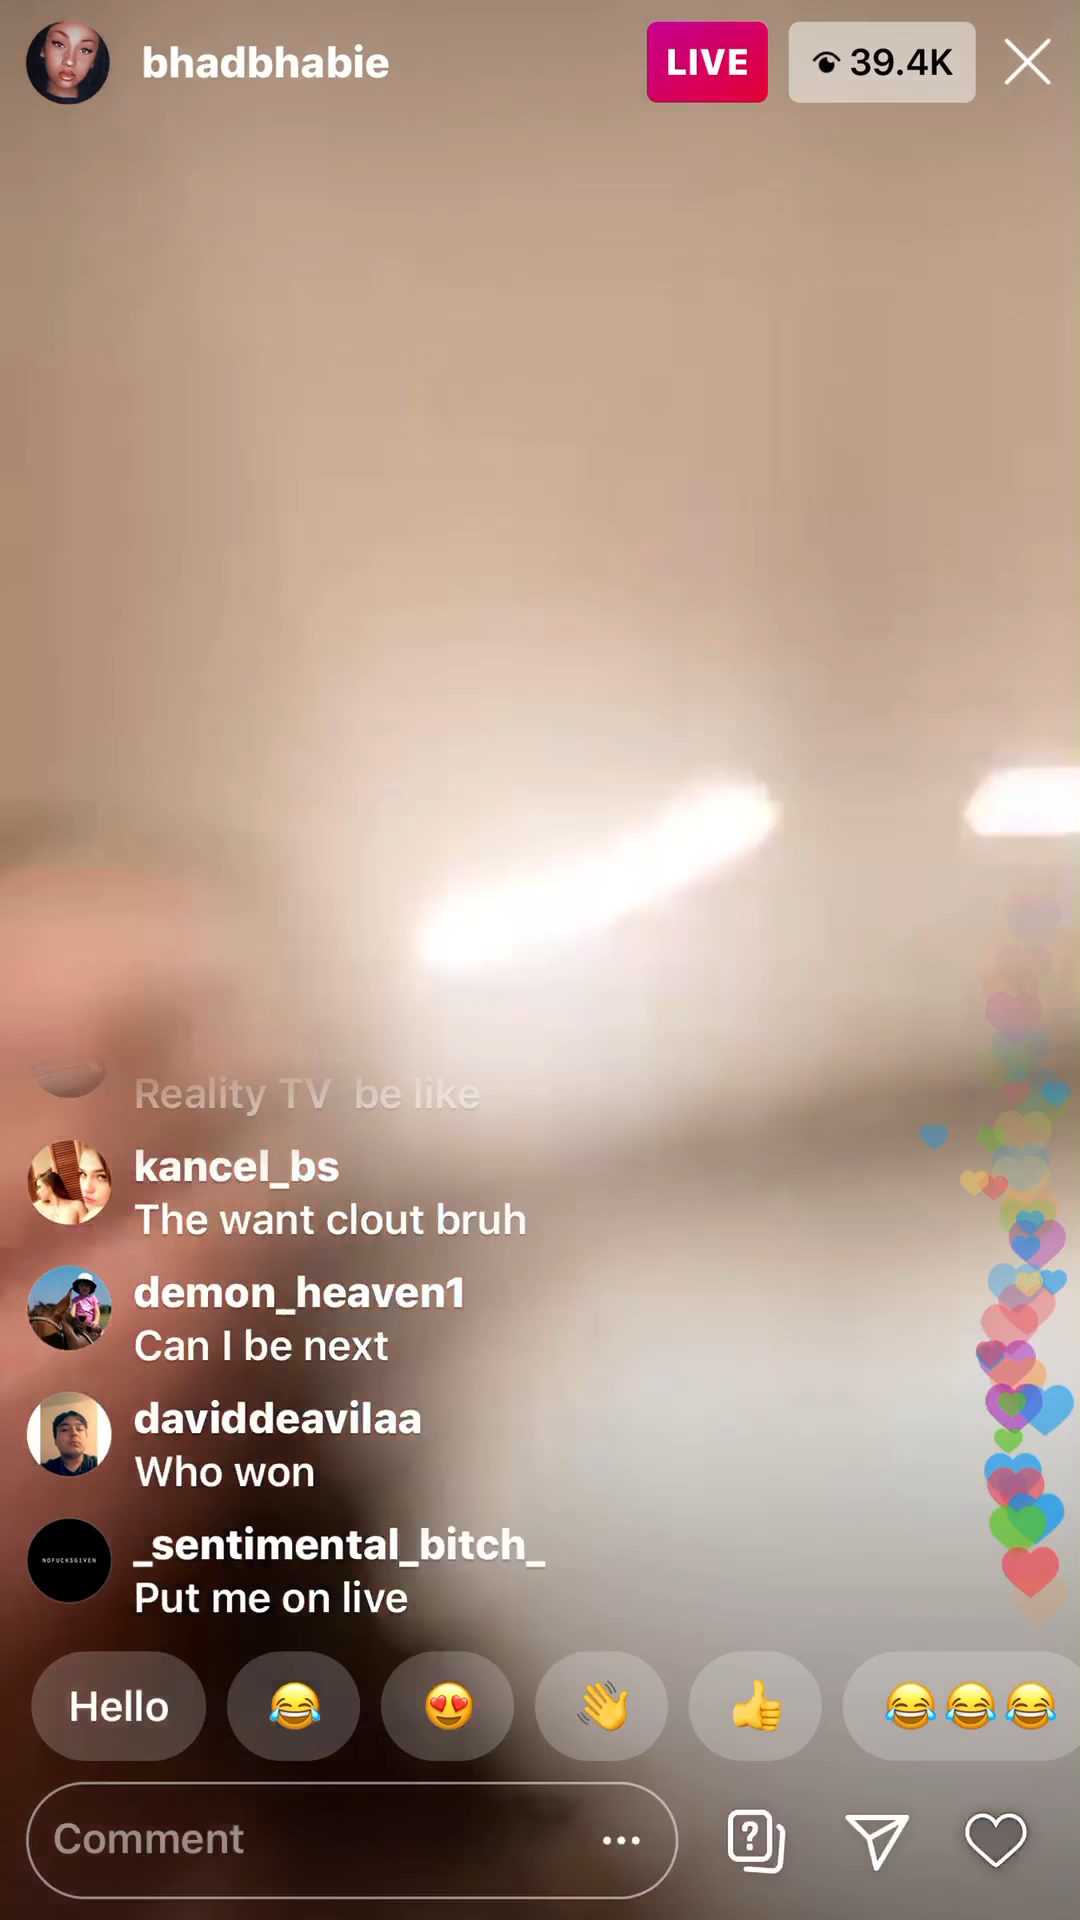 bhadbhabie
LIVE
39.4K
Reality TV be like
kancel_bs
The want clout bruh
demon_heaven1
Can I be next
daviddeavilaa
Who won
NOFUCKSGIVEN
_sentimental_bitch_
Put me on live
Hello
Comment